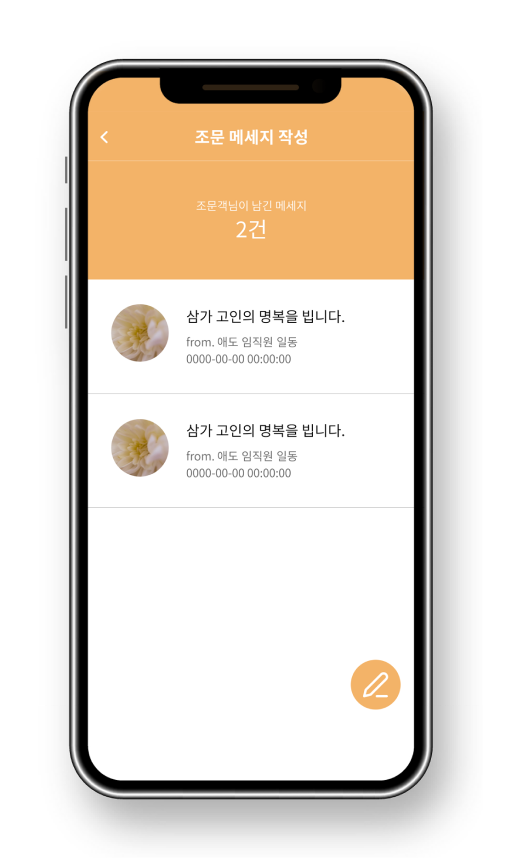 조문 메세지 작성
조문객님이 남긴 메세지
2건
삼가 고인의 명복을 빕니다.
from. 애도 임직원 일동
0000-00-00 00:00:00
삼가 고인의 명복을 빕니다.
from. 애도 임직원 일동
0000-00-00 00:00:00